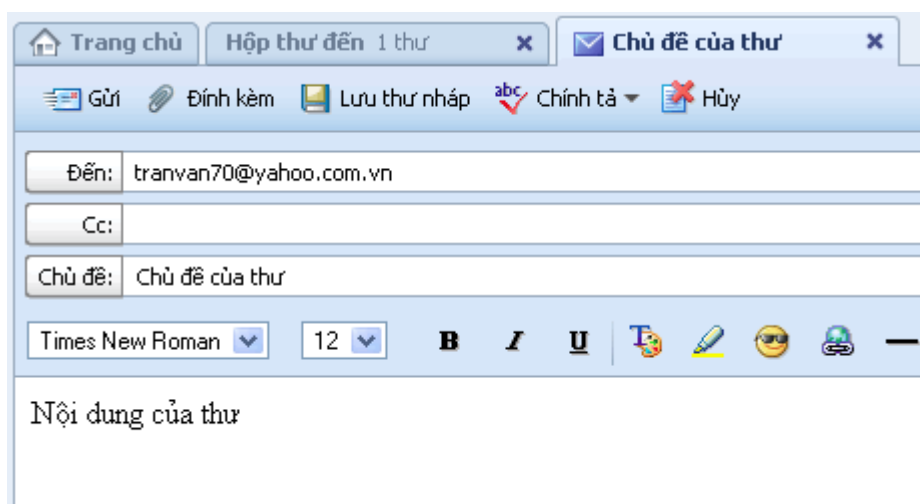 Trang chủ Hộp thư đến 1 thư Chủ đề của thư
Gửi Đính kèm Lưu thư nháp abc Chính tả Hủy
Đến: tranvan70@yahoo.com.vn
Cc:
Chủ đề: Chủ đề của thư
Times New Roman 12 B I U T
Nội dung của thư